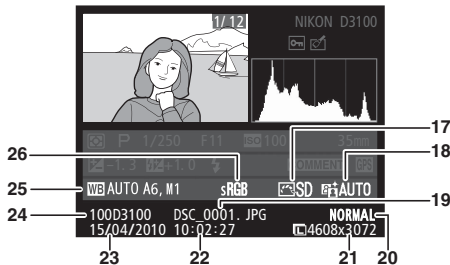 1/12 NIKON D3100
P 1/250 F11 ISO 100 35mm
-1.3 +1.0 COMMENT GPS
26 17
18
25 WB AUTO A6, M1 sRGB SD AUTO
19
24 100D3100 DSC_0001.JPG NORMAL
15/04/2010 10:02:27 L 4608x3072
23 22 21 20